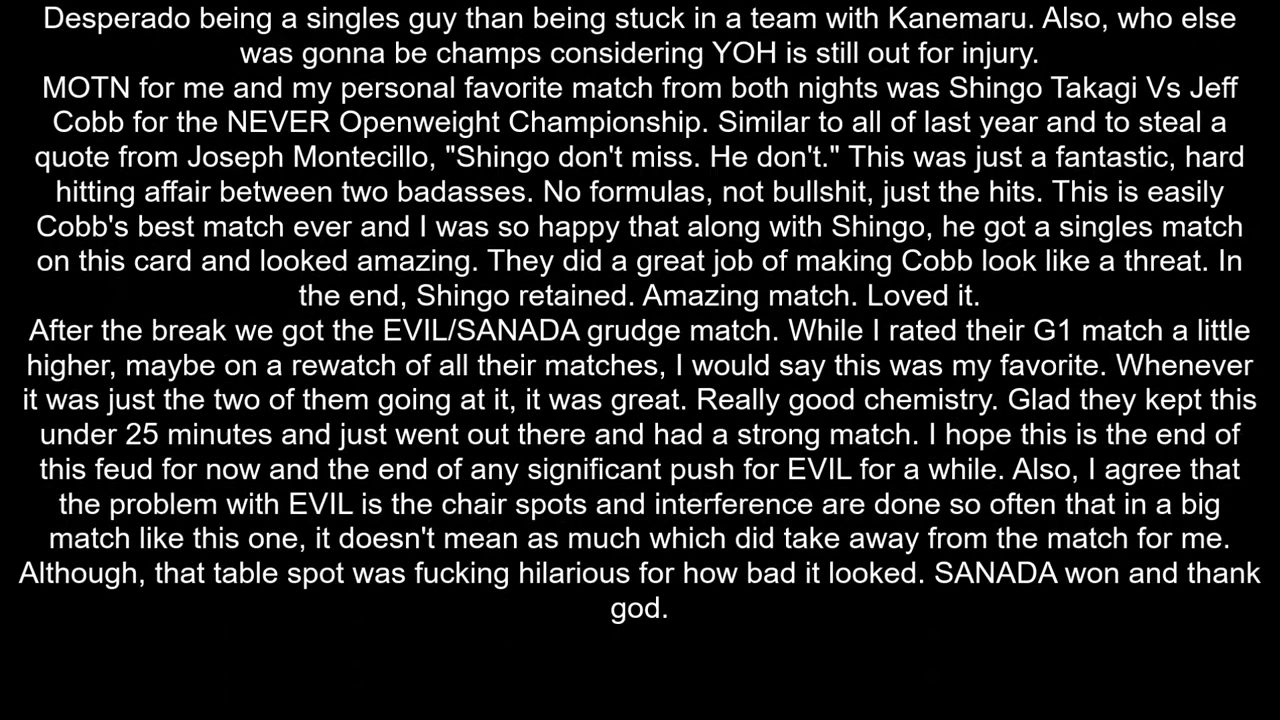 Desperado being a singles guy than being stuck in a team with Kanemaru. Also, who else
was gonna be champs considering YOH is still out for injury.
MOTN for me and my personal favorite match from both nights was Shingo Takagi Vs Jeff
Cobb for the NEVER Openweight Championship. Similar to all of last year and to steal a
quote from Joseph Montecillo, "Shingo don't miss. He don't." This was just a fantastic, hard
hitting affair between two badasses. No formulas, not bullshit, just the hits. This is easily
Cobb's best match ever and I was so happy that along with Shingo, he got a singles match
on this card and looked amazing. They did a great job of making Cobb look like a threat. In
the end, Shingo retained. Amazing match. Loved it.
After the break we got the EVIL/SANADA grudge match. While I rated their G1 match a little
higher, maybe on a rewatch of all their matches, I would say this was my favorite. Whenever
it was just the two of them going at it, it was great. Really good chemistry. Glad they kept this
under 25 minutes and just went out there and had a strong match. I hope this is the end of
this feud for now and the end of any significant push for EVIL for a while. Also, I agree that
the problem with EVIL is the chair spots and interference are done so often that in a big
match like this one, it doesn't mean as much which did take away from the match for me.
Although, that table spot was fucking hilarious for how bad it looked. SANADA won and thank
god.